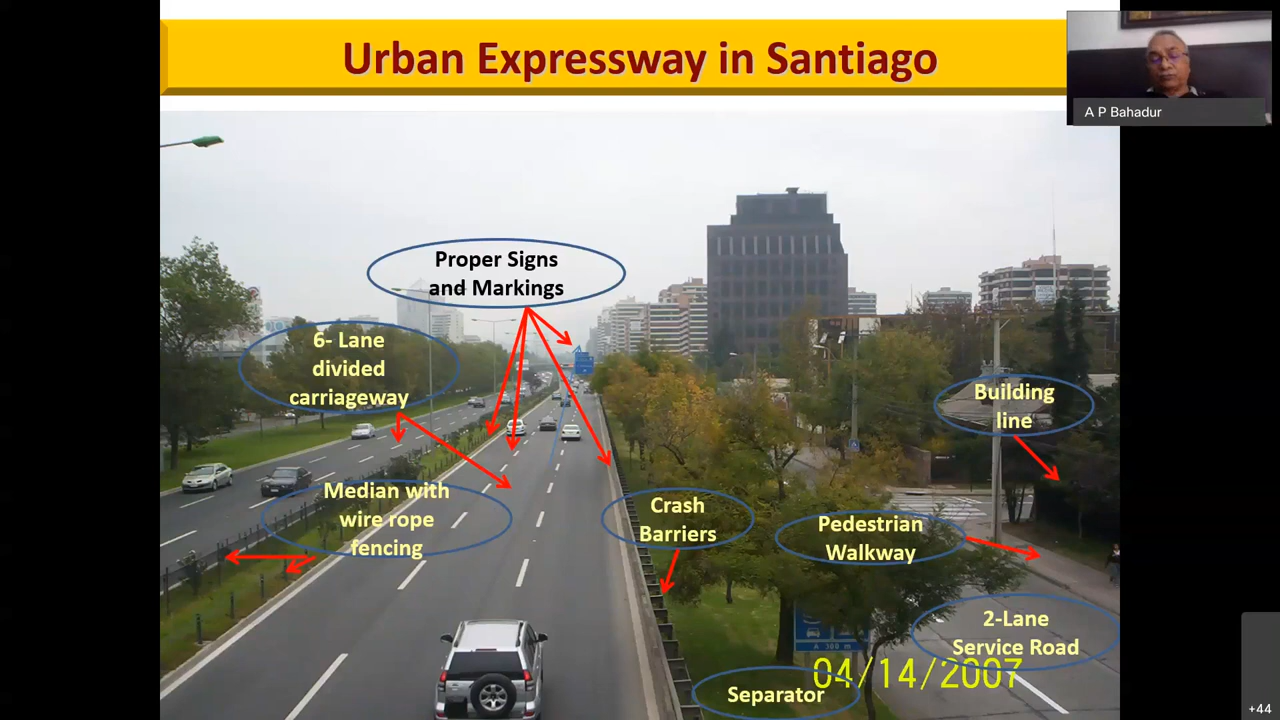 Urban Expressway in Santiago
A P Bahadur
Proper Signs
and Markings
6- Lane
divided
carriageway
Building
line
Median with
wire rope
fencing
Crash
Barriers
Pedestrian
Walkway
2-Lane
Service Road
A 300 m
04/14/2007
Separator
+44